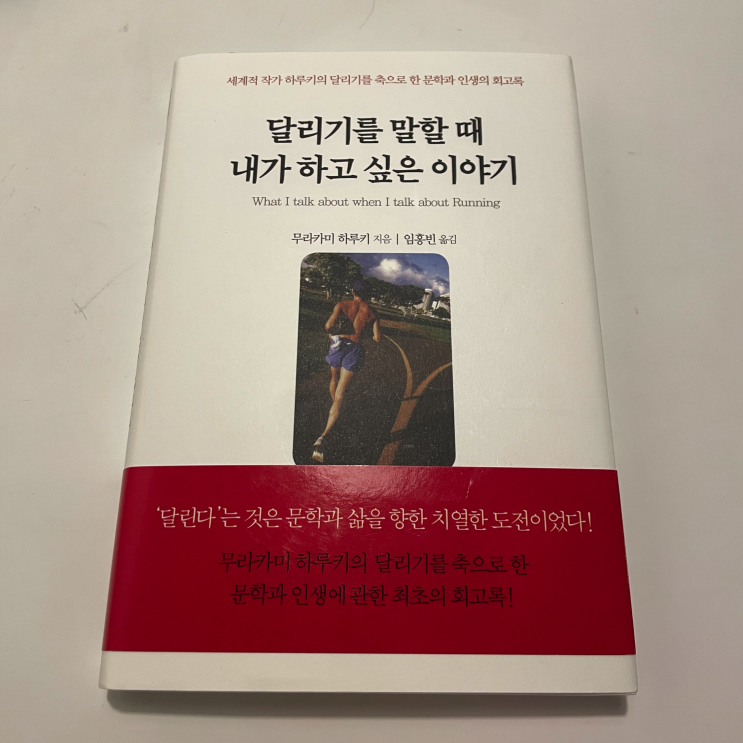 세계적 작가 하루키의 달리기를 축으로 한 문학과 인생의 회고록
달리기를 말할 때
내가 하고 싶은 이야기
What I talk about when I talk about Running
무라카미 하루키 지음 | 임홍빈 옮김
‘달린다’는 것은 문학과 삶을 향한 치열한 도전이었다!
무라카미 하루키의 달리기를 축으로 한
문학과 인생에 관한 최초의 회고록!